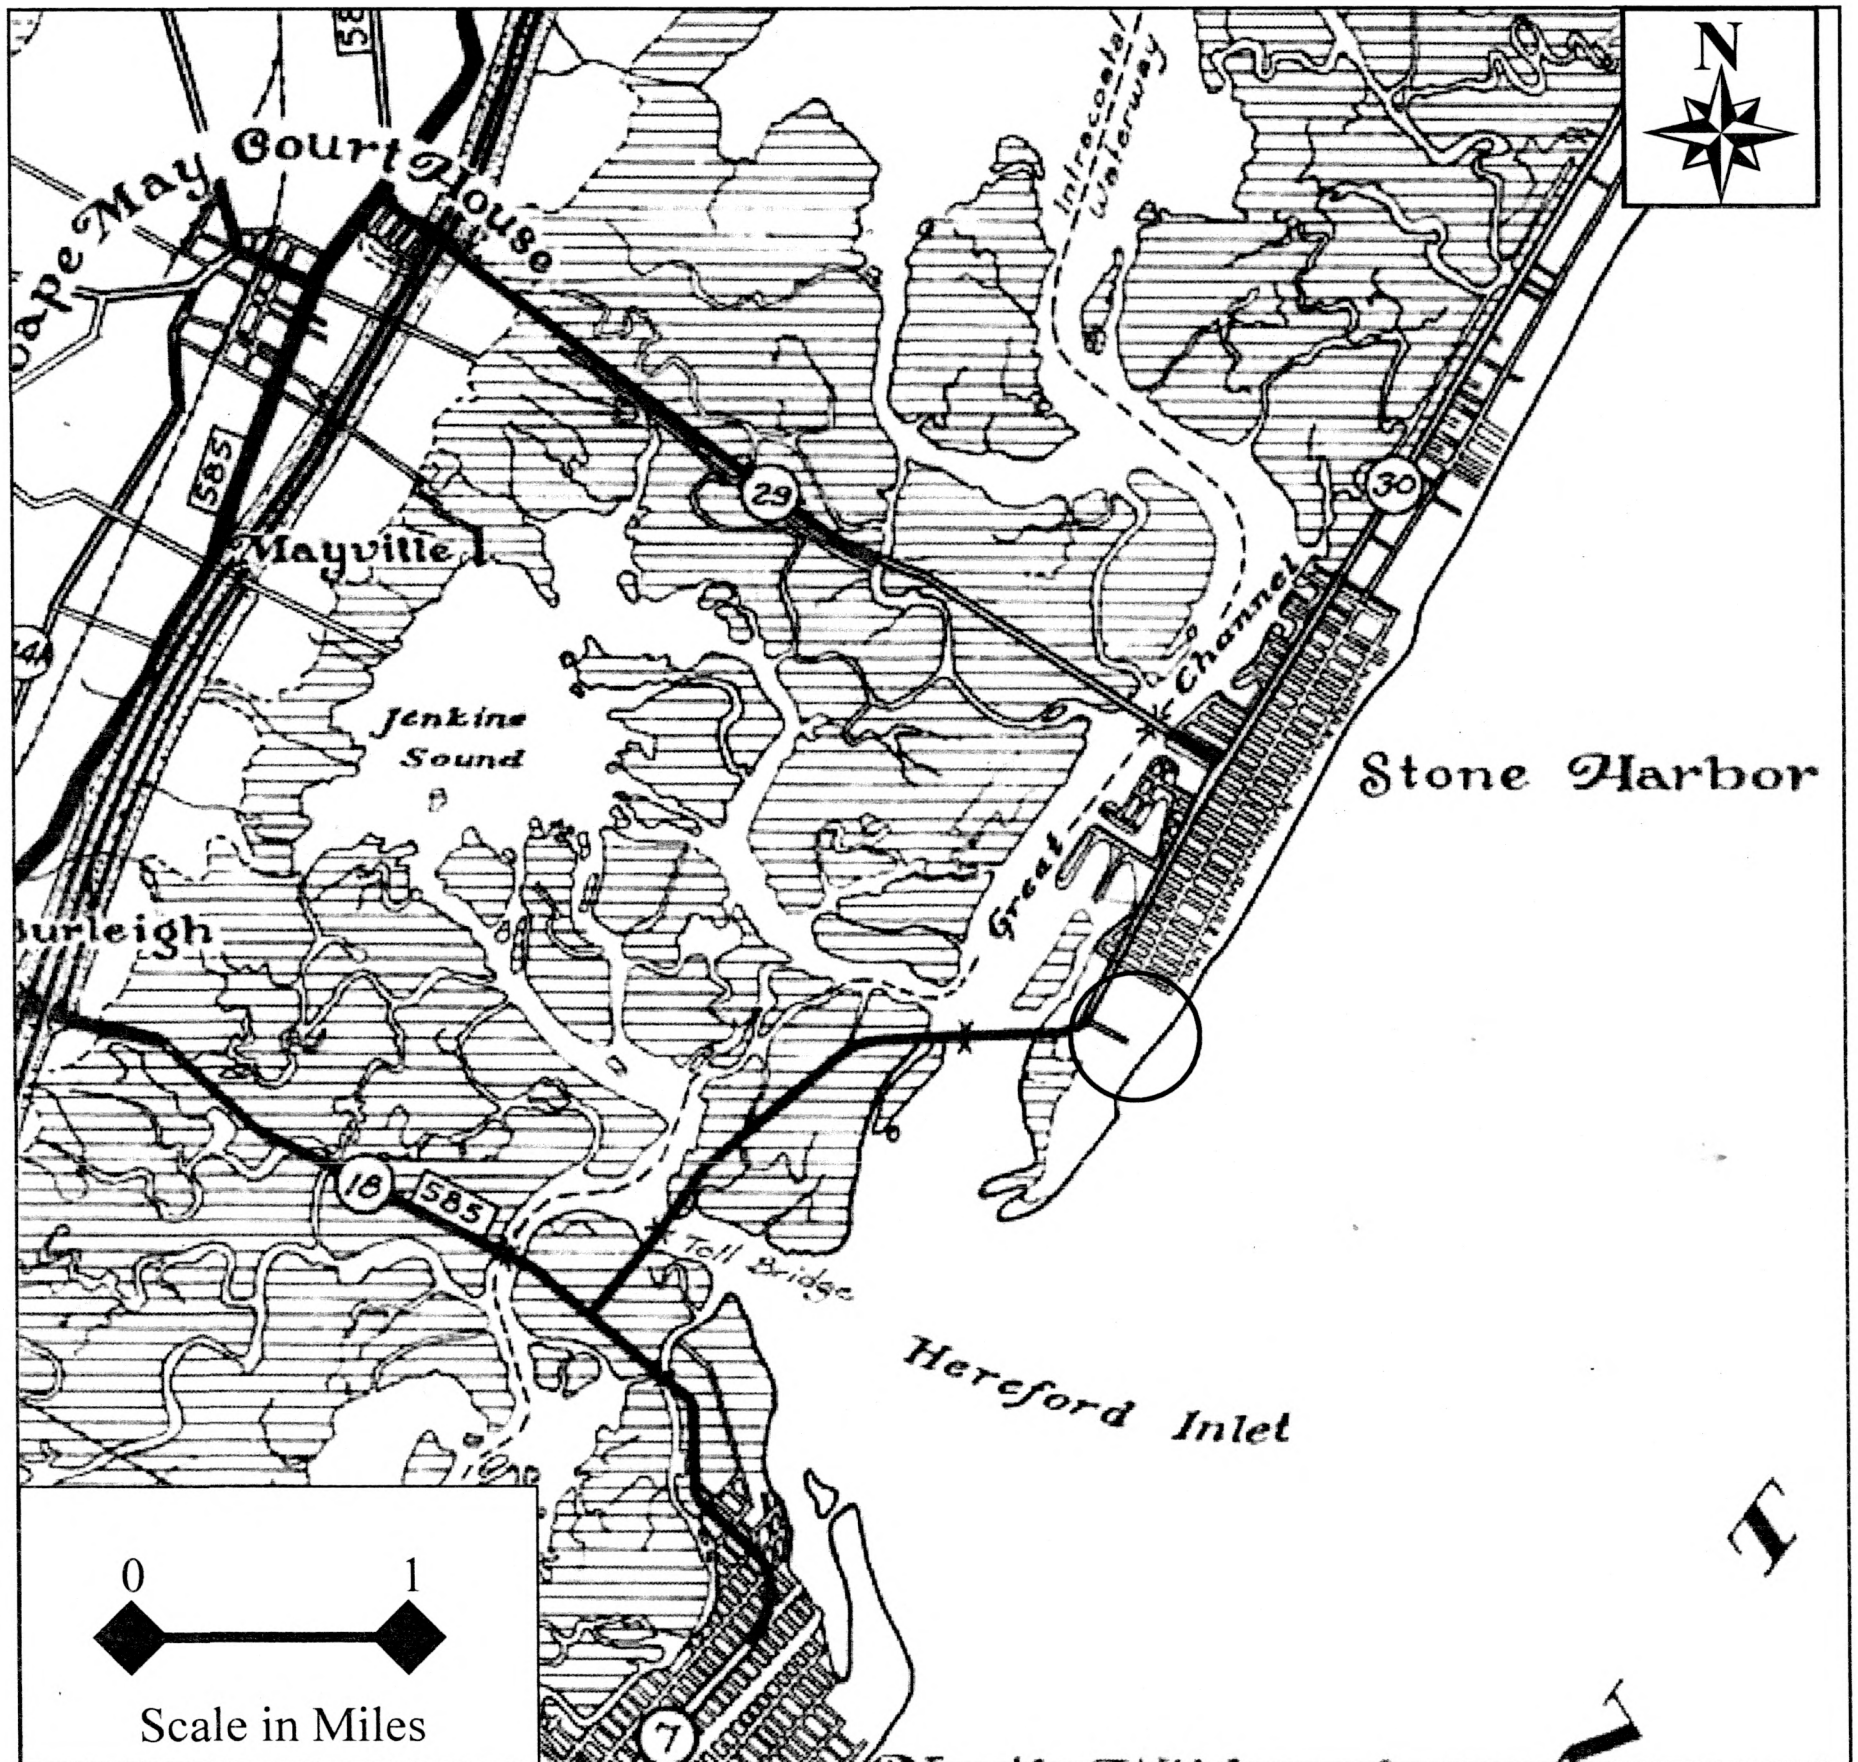 N
58
Intracoastal
Waterway
Cape May Court House
585
29
30
Mayville
Channel
Jenkins
Sound
Stone Harbor
Great
Burleigh
18
585
Toll Bridge
Hereford Inlet
T
0 1
Scale in Miles
7